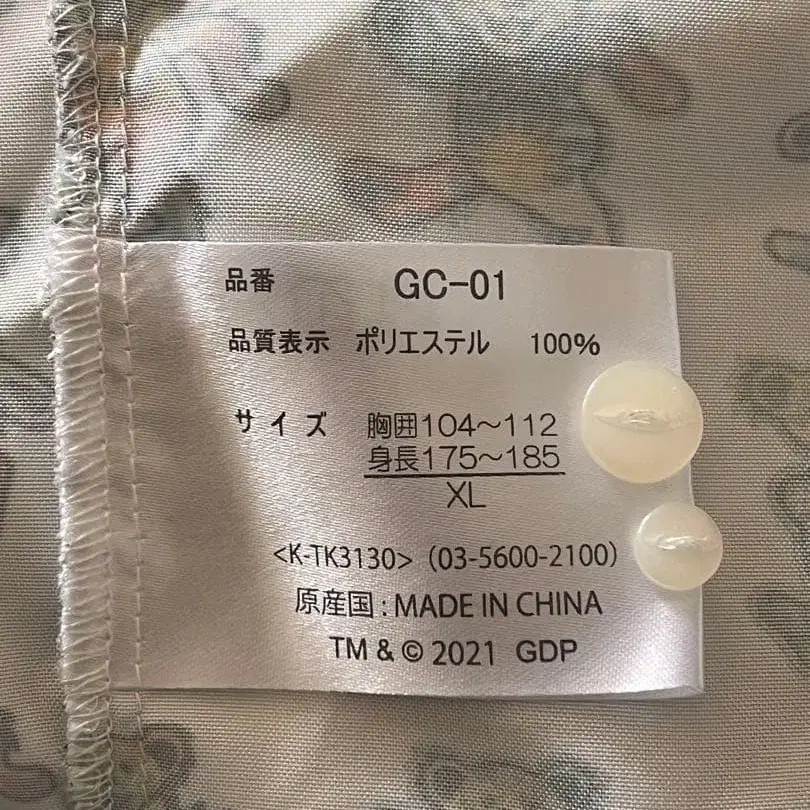 品番 GC-01
品質表示 ポリエステル 100%
サイズ 胸囲104～112
身長175～185
XL
<K-TK3130> (03-5600-2100)
原産国:MADE IN CHINA
TM & © 2021 GDP